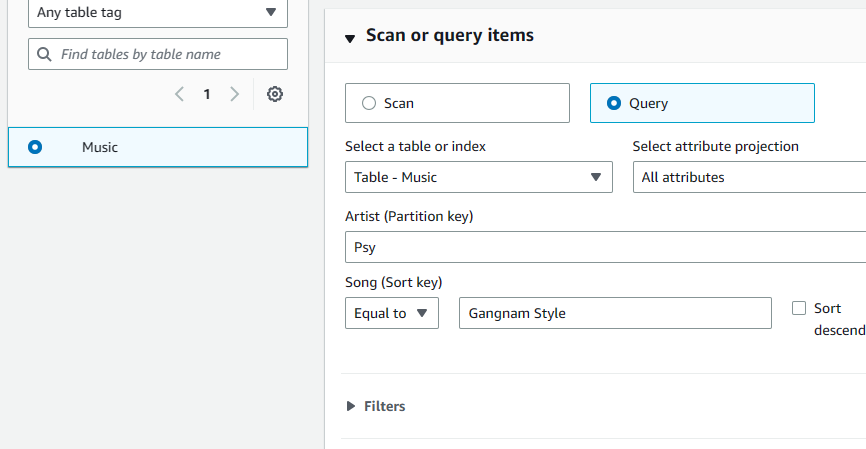 Any table tag
Find tables by table name
1
Music
Scan or query items
Scan
Query
Select a table or index
Select attribute projection
Table - Music
All attributes
Artist (Partition key)
Psy
Song (Sort key)
Equal to
Gangnam Style
Sort
descend
Filters